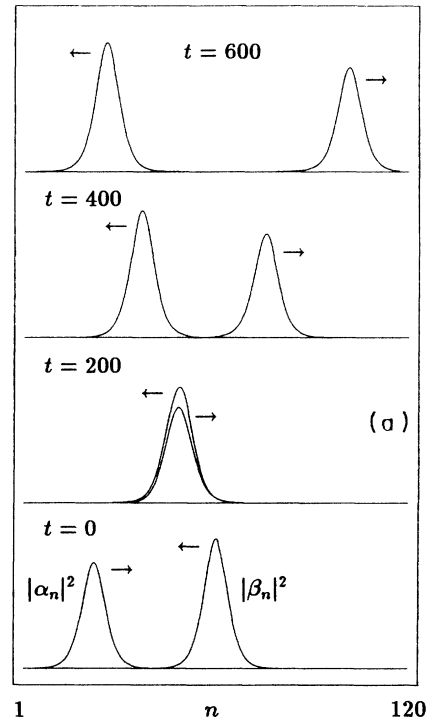 ← t = 600 →
t = 400
← →
t = 200
← →
(a)
t = 0
←
|αₙ|² → |βₙ|²
1 n 120